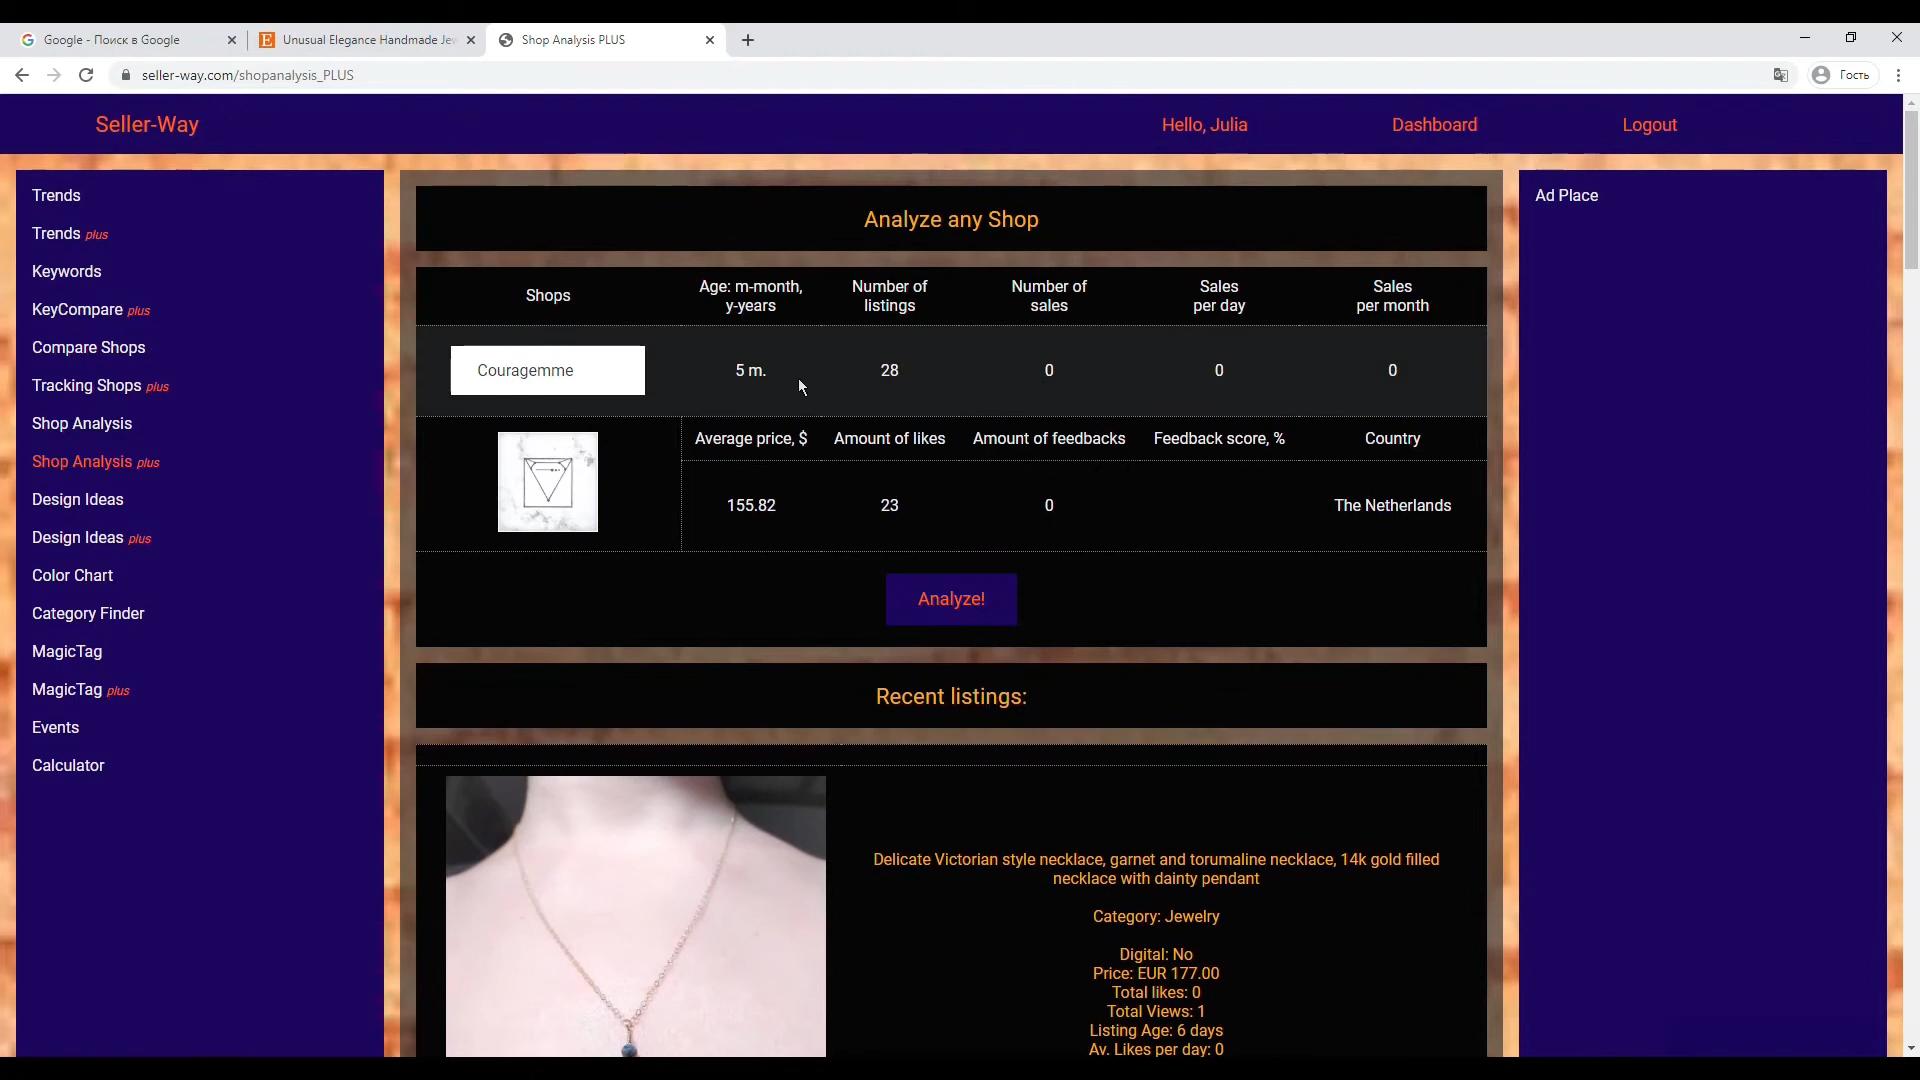 Google - Поиск в Google
Unusual Elegance Handmade Jew
Shop Analysis PLUS
seller-way.com/shopanalysis_PLUS
Гость
Seller-Way
Hello, Julia
Dashboard
Logout
Trends
Trends plus
Keywords
KeyCompare plus
Compare Shops
Tracking Shops plus
Shop Analysis
Shop Analysis plus
Design Ideas
Design Ideas plus
Color Chart
Category Finder
MagicTag
MagicTag plus
Events
Calculator
Analyze any Shop
Shops
Age: m-month,
y-years
Number of
listings
Number of
sales
Sales
per day
Sales
per month
Couragemme
5 m.
28
0
0
0
Average price, $
Amount of likes
Amount of feedbacks
Feedback score, %
Country
155.82
23
0
The Netherlands
Analyze!
Recent listings:
Delicate Victorian style necklace, garnet and torumaline necklace, 14k gold filled
necklace with dainty pendant
Category: Jewelry
Digital: No
Price: EUR 177.00
Total likes: 0
Total Views: 1
Listing Age: 6 days
Av. Likes per day: 0
Ad Place